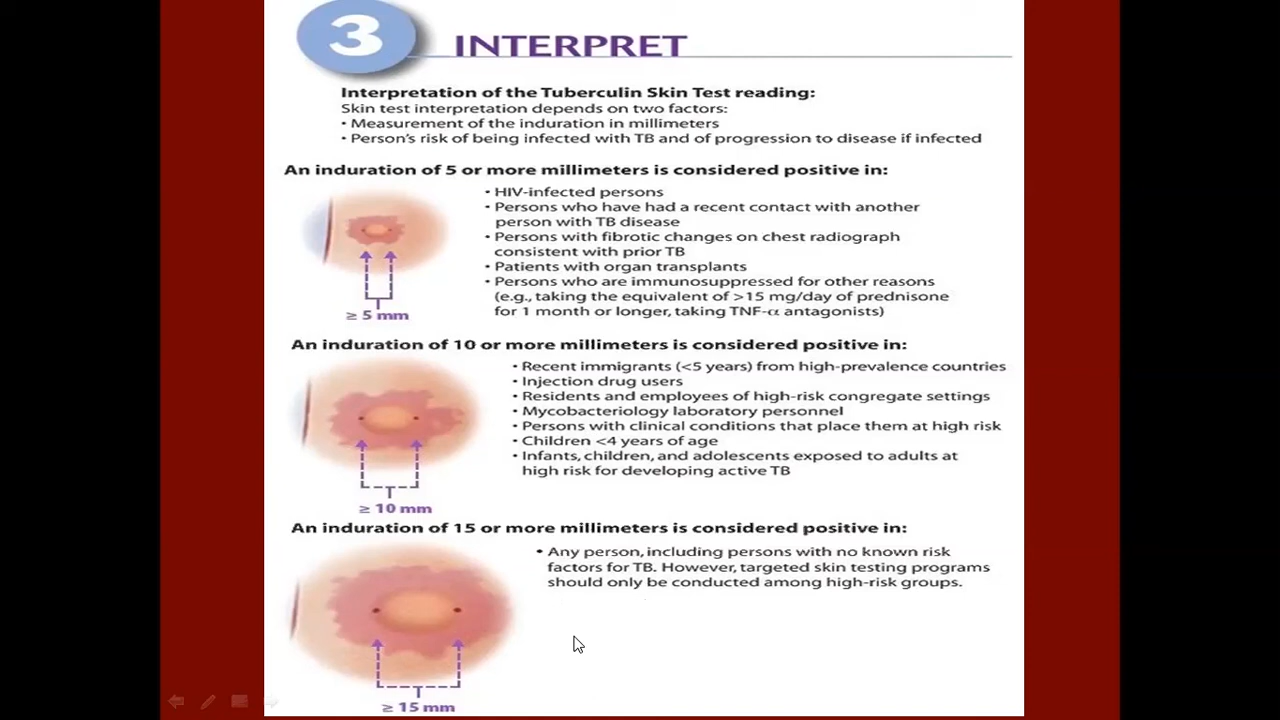 3 INTERPRET
Interpretation of the Tuberculin Skin Test reading:
Skin test interpretation depends on two factors:
• Measurement of the induration in millimeters
• Person's risk of being infected with TB and of progression to disease if infected
An induration of 5 or more millimeters is considered positive in:
• HIV-infected persons
• Persons who have had a recent contact with another
person with TB disease
• Persons with fibrotic changes on chest radiograph
consistent with prior TB
• Patients with organ transplants
• Persons who are immunosuppressed for other reasons
(e.g., taking the equivalent of >15 mg/day of prednisone
for 1 month or longer, taking TNF-α antagonists)
≥ 5 mm
An induration of 10 or more millimeters is considered positive in:
• Recent immigrants (<5 years) from high-prevalence countries
• Injection drug users
• Residents and employees of high-risk congregate settings
• Mycobacteriology laboratory personnel
• Persons with clinical conditions that place them at high risk
• Children <4 years of age
• Infants, children, and adolescents exposed to adults at
high risk for developing active TB
≥ 10 mm
An induration of 15 or more millimeters is considered positive in:
• Any person, including persons with no known risk
factors for TB. However, targeted skin testing programs
should only be conducted among high-risk groups.
≥ 15 mm